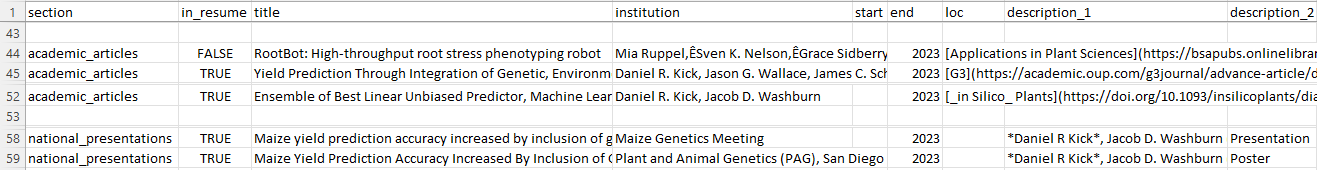 1 section in_resume title institution start end loc description_1 description_2
43
44 academic_articles FALSE RootBot: High-throughput root stress phenotyping robot Mia Ruppel,ÊSven K. Nelson,ÊGrace Sidberry 2023 [Applications in Plant Sciences](https://bsapubs.onlinelibrar
45 academic_articles TRUE Yield Prediction Through Integration of Genetic, Environm Daniel R. Kick, Jason G. Wallace, James C. Sch 2023 [G3](https://academic.oup.com/g3journal/advance-article/d
52 academic_articles TRUE Ensemble of Best Linear Unbiased Predictor, Machine Lear Daniel R. Kick, Jacob D. Washburn 2023 [_in Silico_ Plants](https://doi.org/10.1093/insilicoplants/dia
53
58 national_presentations TRUE Maize yield prediction accuracy increased by inclusion of g Maize Genetics Meeting 2023 *Daniel R Kick*, Jacob D. Washburn Presentation
59 national_presentations TRUE Maize Yield Prediction Accuracy Increased By Inclusion of G Plant and Animal Genetics (PAG), San Diego 2023 *Daniel R Kick*, Jacob D. Washburn Poster